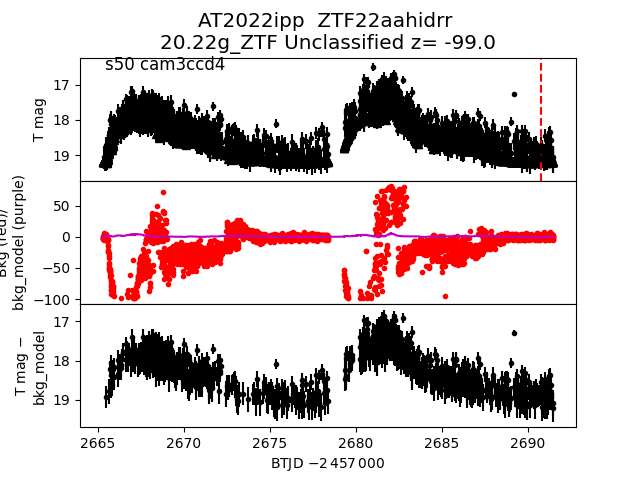 AT2022ipp  ZTF22aahidrr
20.22g_ZTF Unclassified z= -99.0
s50 cam3ccd4
T mag
17
18
19
Bkg (red)/
bkg_model (purple)
50
0
−50
−100
T mag −
bkg_model
17
18
19
2665 2670 2675 2680 2685 2690
BTJD −2 457 000